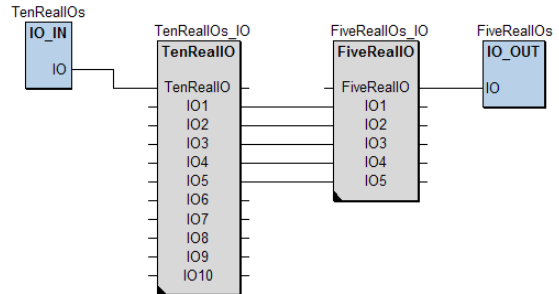 TenRealIOs
IO_IN
IO
TenRealIOs_IO
TenRealIO
TenRealIO
IO1
IO2
IO3
IO4
IO5
IO6
IO7
IO8
IO9
IO10
FiveRealIOs_IO
FiveRealIO
FiveRealIO
IO1
IO2
IO3
IO4
IO5
FiveRealIOs
IO_OUT
IO